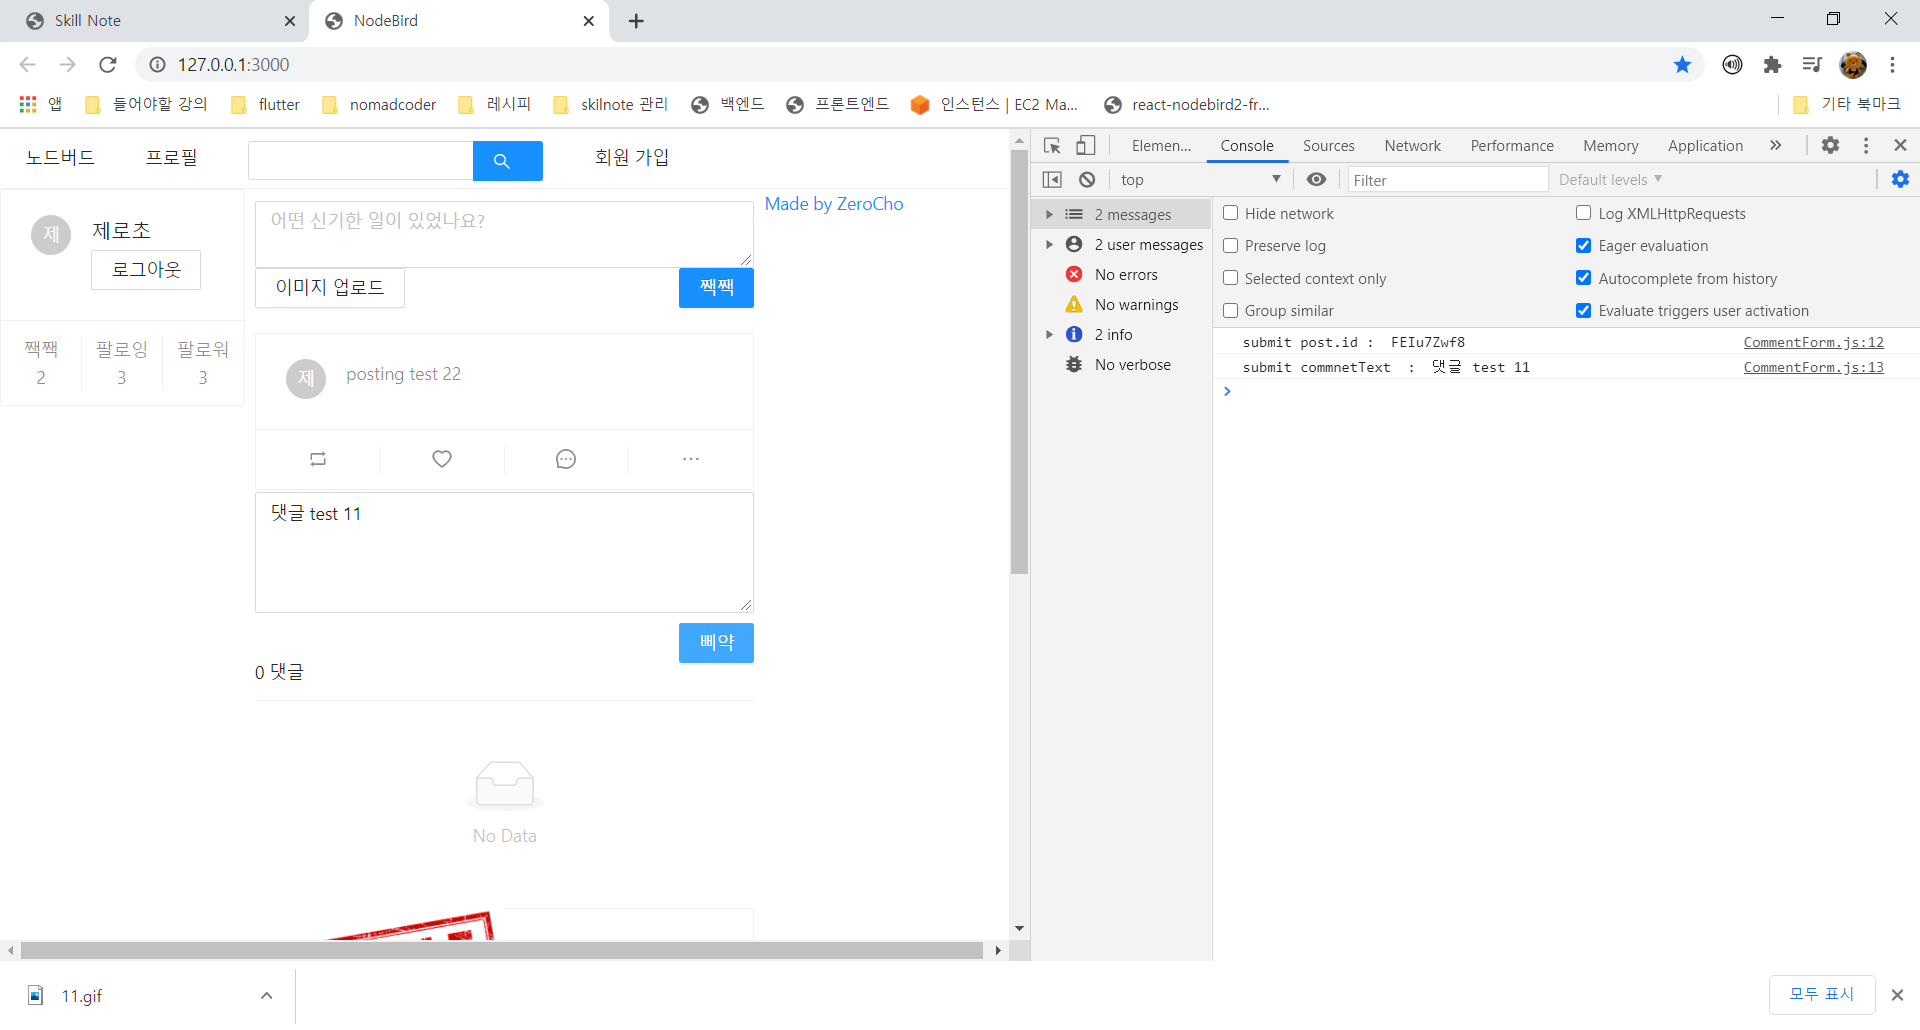 Skill Note
NodeBird
127.0.0.1:3000
앱
들어야할 강의
flutter
nomadcoder
레시피
skilnote 관리
백엔드
프론트엔드
인스턴스 | EC2 Ma...
react-nodebird2-fr...
기타 북마크
노드버드
프로필
회원 가입
제
제로초
로그아웃
짹짹
2
팔로잉
3
팔로워
3
어떤 신기한 일이 있었나요?
이미지 업로드
짹짹
Made by ZeroCho
제
posting test 22
댓글 test 11
삐약
0 댓글
No Data
Elemen...
Console
Sources
Network
Performance
Memory
Application
top
Filter
Default levels
2 messages
2 user messages
No errors
No warnings
2 info
No verbose
Hide network
Log XMLHttpRequests
Preserve log
Eager evaluation
Selected context only
Autocomplete from history
Group similar
Evaluate triggers user activation
submit post.id : FEIu7Zwf8
CommentForm.js:12
submit commnetText : 댓글 test 11
CommentForm.js:13
11.gif
모두 표시